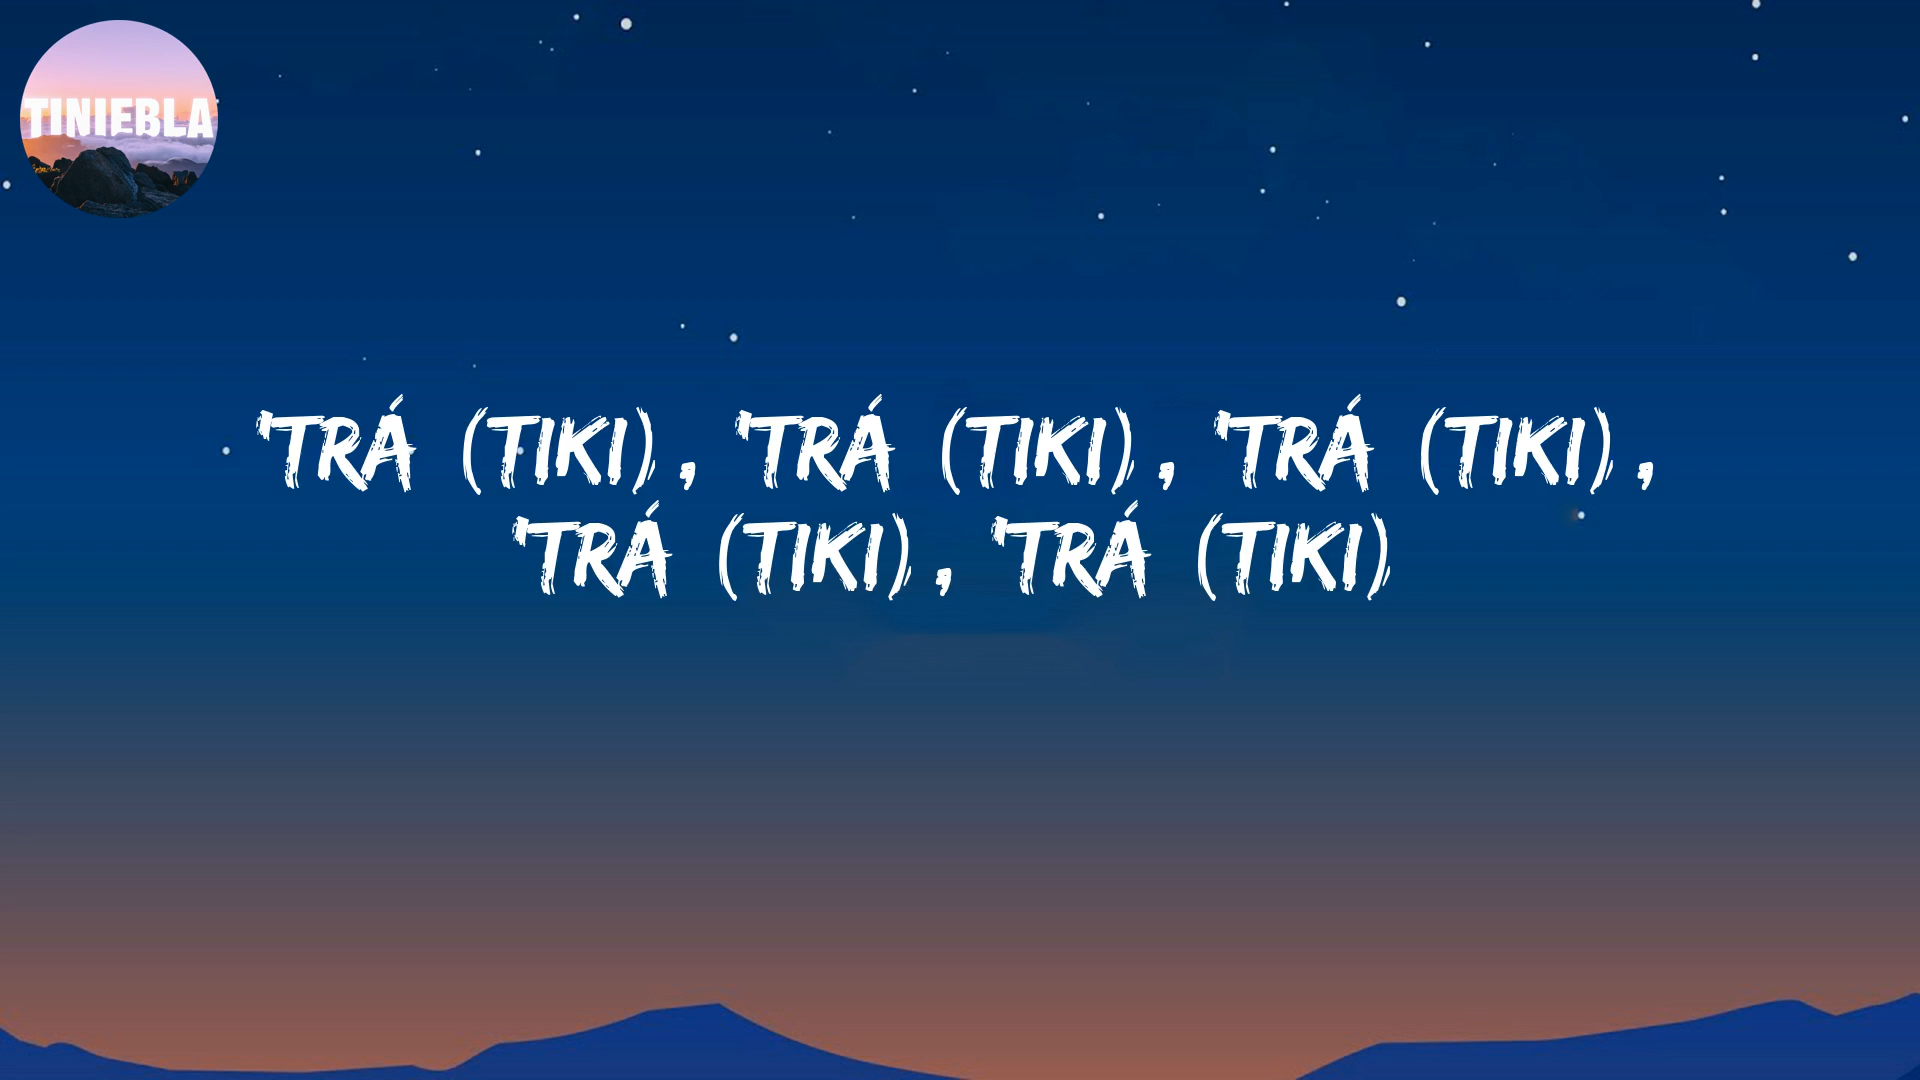 TINIEBLA
'TRÁ (TIKI), 'TRÁ (TIKI), 'TRÁ (TIKI),
'TRÁ (TIKI), 'TRÁ (TIKI)